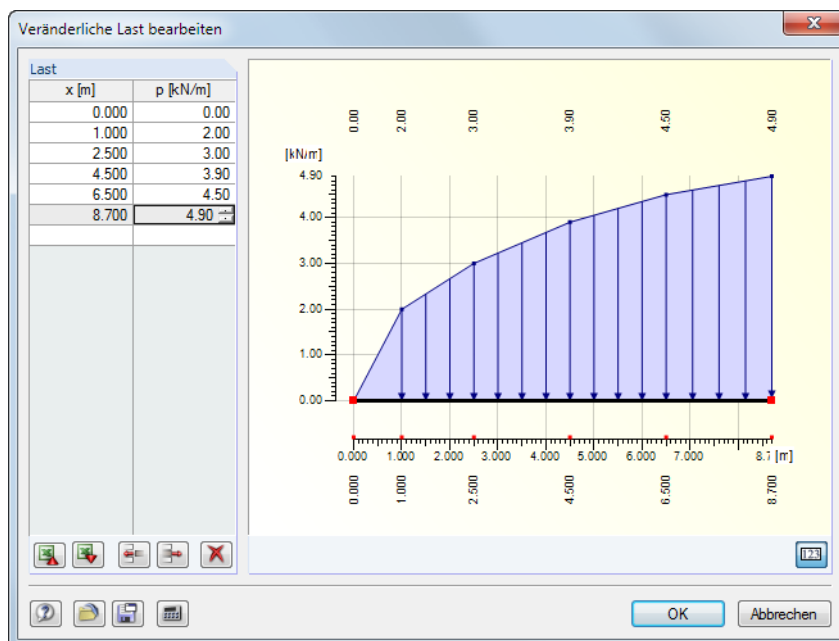 Veränderliche Last bearbeiten
Last
x [m] p [kN/m]
0.000 0.00
1.000 2.00
2.500 3.00
4.500 3.90
6.500 4.50
8.700 4.90
0.00 2.00 3.00 3.90 4.50 4.90
[kN/m]
4.90
4.00
3.00
2.00
1.00
0.00
0.000 1.000 2.000 3.000 4.000 5.000 6.000 7.000 8.7 [m]
0.000 1.000 2.500 4.500 6.500 8.700
123
OK Abbrechen